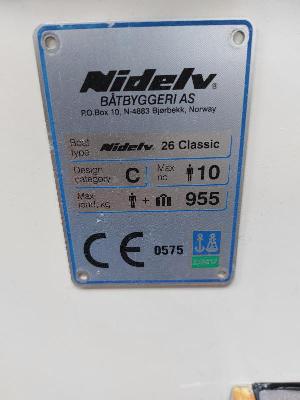 Nidelv®
BÅTBYGGERI AS
P.O.Box 10, N-4883 Bjørbekk, Norway
Boat type Nidelv 26 Classic
Design category C Max no. 10
Max load, kg + 955
CE 0575